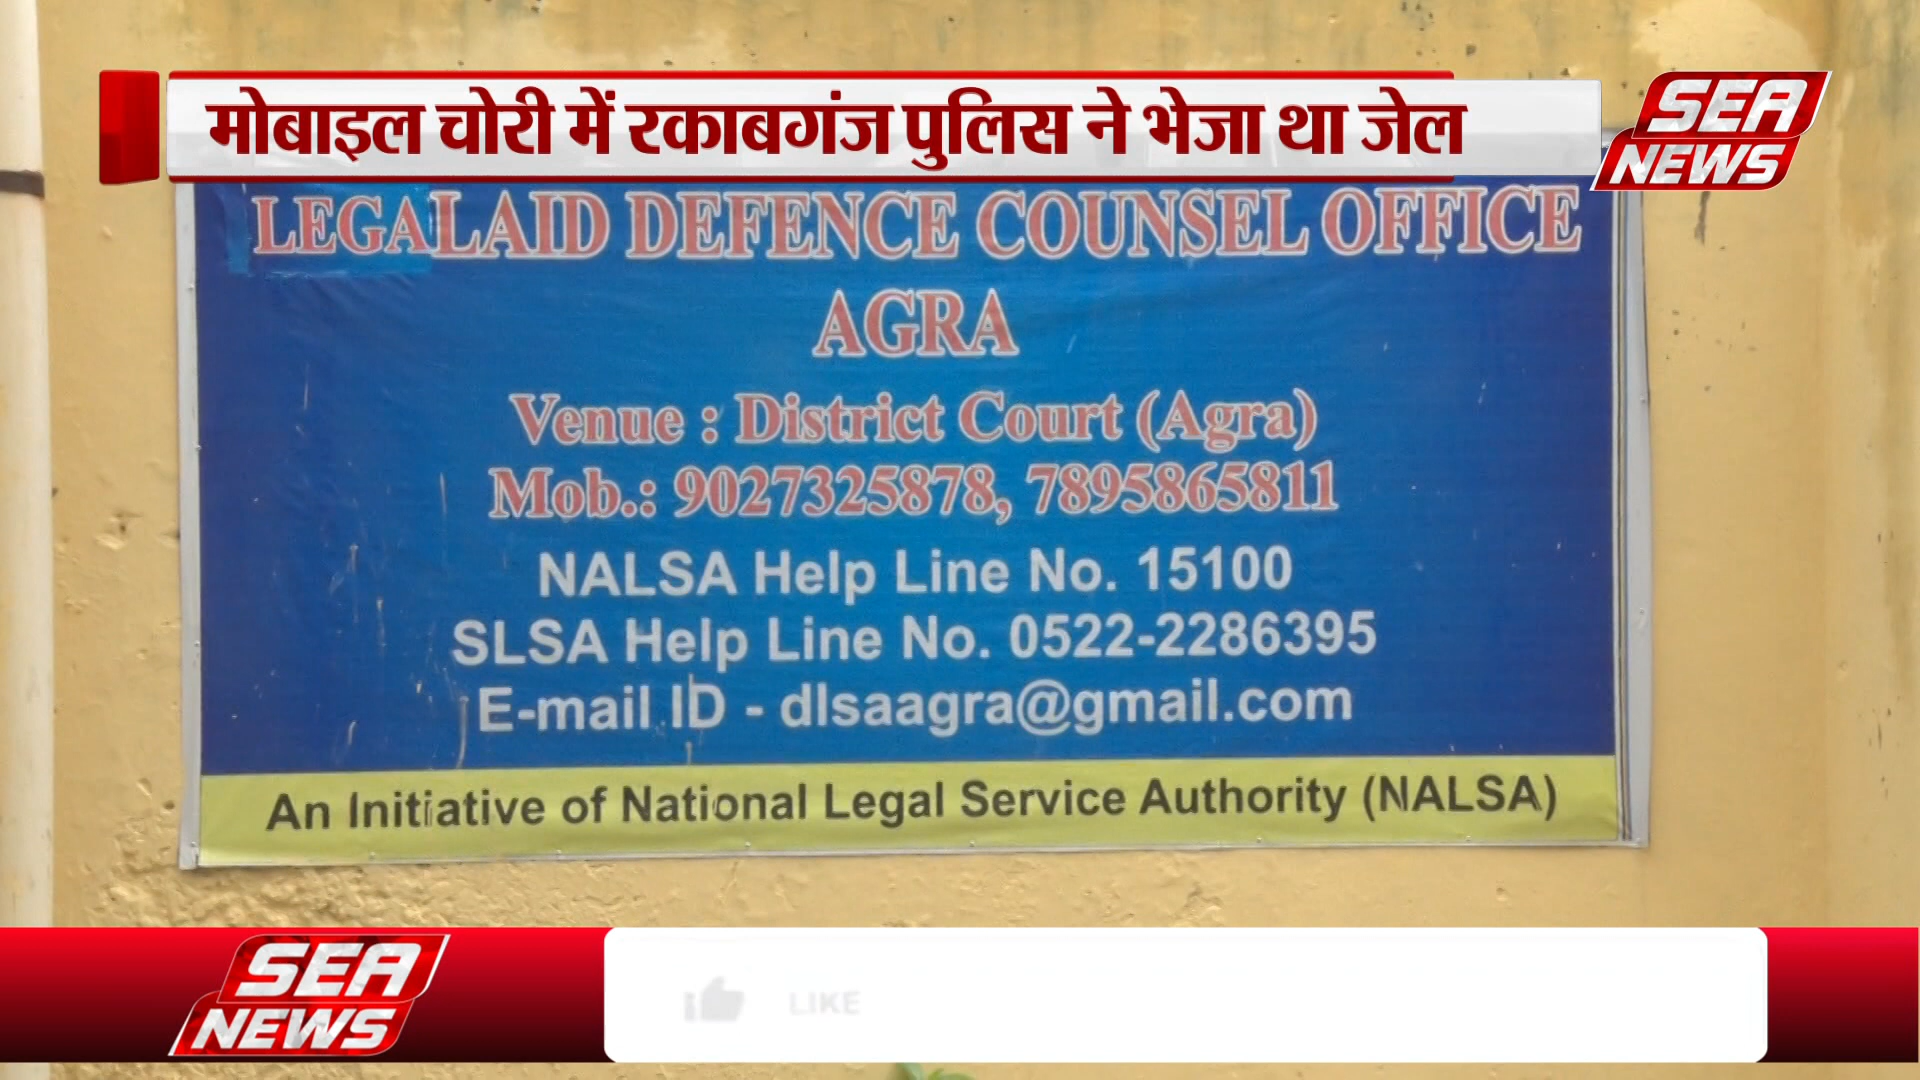 मोबाइल चोरी में रकाबगंज पुलिस ने भेजा था जेल
SEA
NEWS
LEGALAID DEFENCE COUNSEL OFFICE
AGRA
Venue : District Court (Agra)
Mob.: 9027325878, 7895865811
NALSA Help Line No. 15100
SLSA Help Line No. 0522-2286395
E-mail ID - dlsaagra@gmail.com
An Initiative of National Legal Service Authority (NALSA)
SEA
NEWS
LIKE